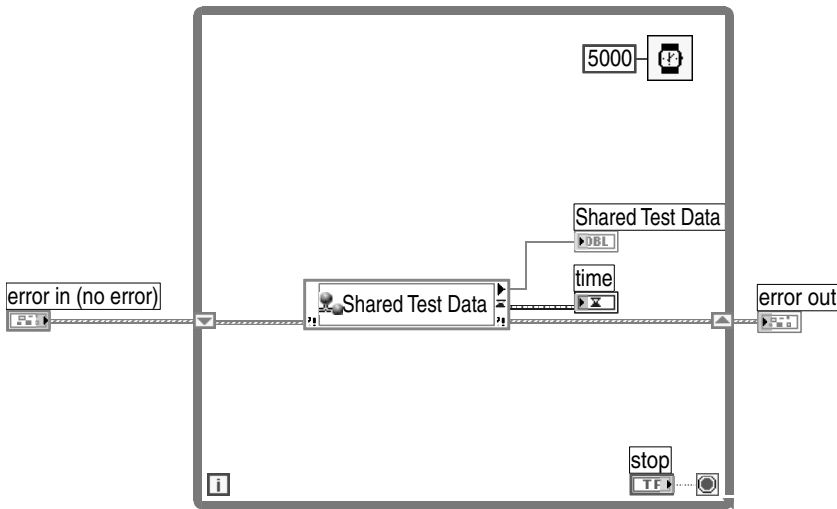 5000
Shared Test Data
DBL
time
error in (no error)
Shared Test Data
error out
stop
TF
i